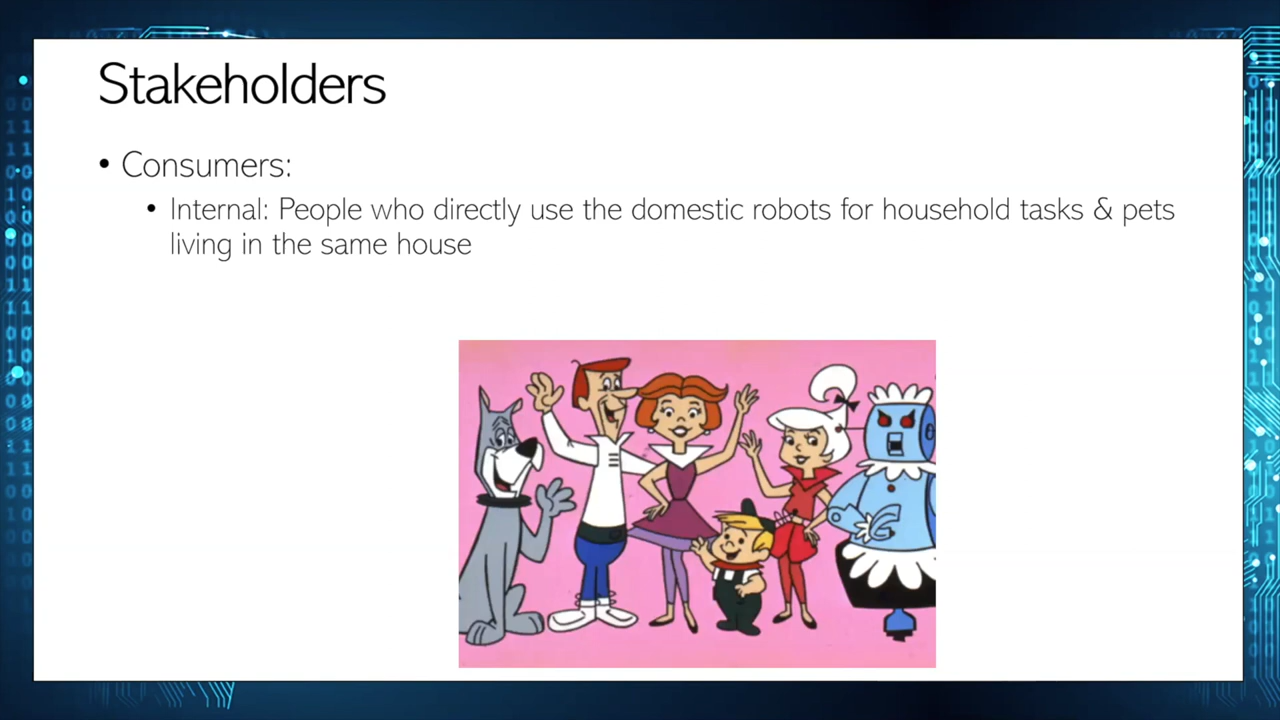 Stakeholders
• Consumers:
• Internal: People who directly use the domestic robots for household tasks & pets
living in the same house